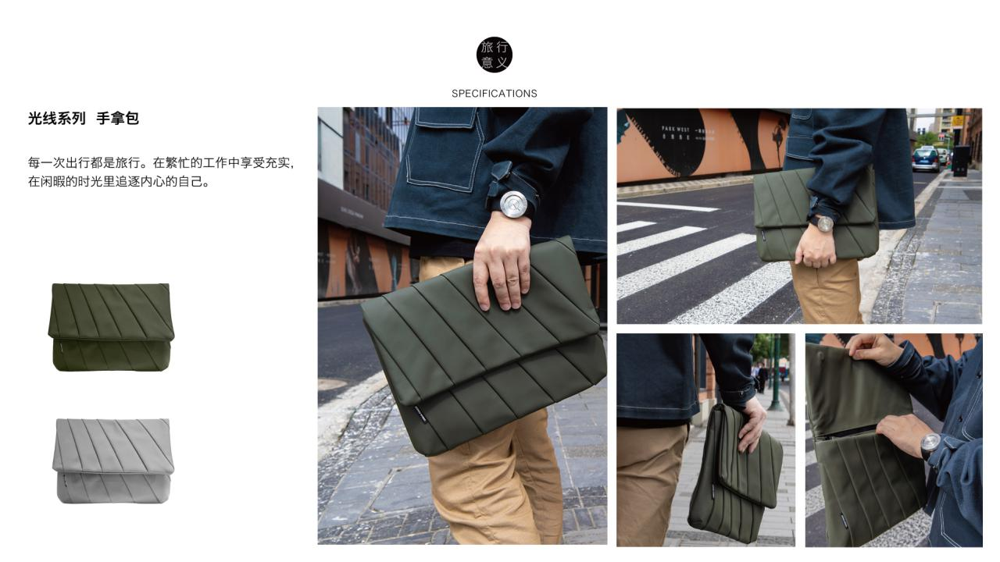 旅行
意义
SPECIFICATIONS
光线系列 手拿包
每一次出行都是旅行。在繁忙的工作中享受充实，
在闲暇的时光里追逐内心的自己。
PARK WEST